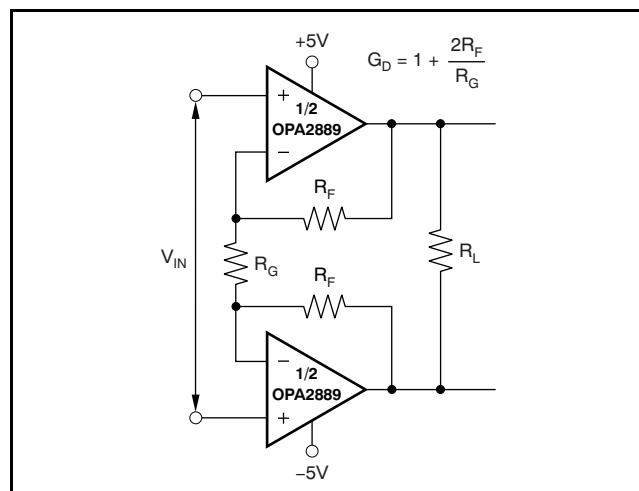 +5V
G_D = 1 + 2R_F / R_G
+
1/2
OPA2889
−
R_F
V_IN
R_G
R_F
R_L
−
1/2
OPA2889
+
−5V